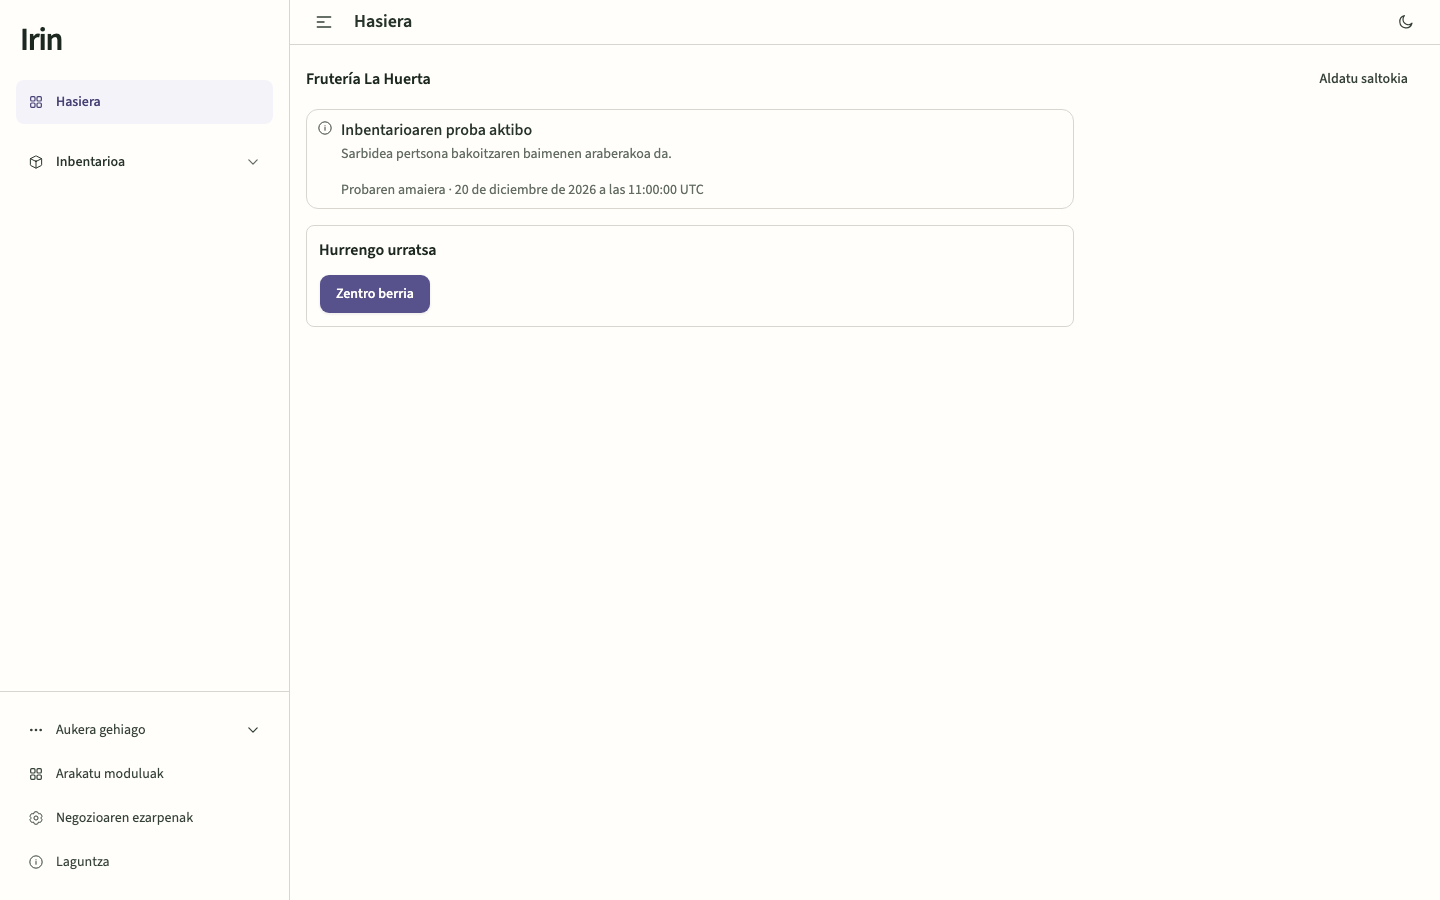 Irin
Hasiera
Inbentarioa
Aukera gehiago
Arakatu moduluak
Negozioaren ezarpenak
Laguntza
Hasiera
Frutería La Huerta
Aldatu saltokia
Inbentarioaren proba aktibo
Sarbidea pertsona bakoitzaren baimenen araberakoa da.
Probaren amaiera · 20 de diciembre de 2026 a las 11:00:00 UTC
Hurrengo urratsa
Zentro berria